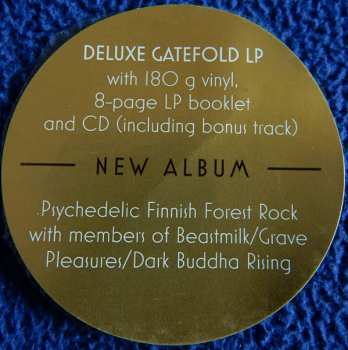 DELUXE GATEFOLD LP
with 180 g vinyl,
8-page LP booklet
and CD (including bonus track)
NEW ALBUM
Psychedelic Finnish Forest Rock
with members of Beastmilk/Grave
Pleasures/Dark Buddha Rising